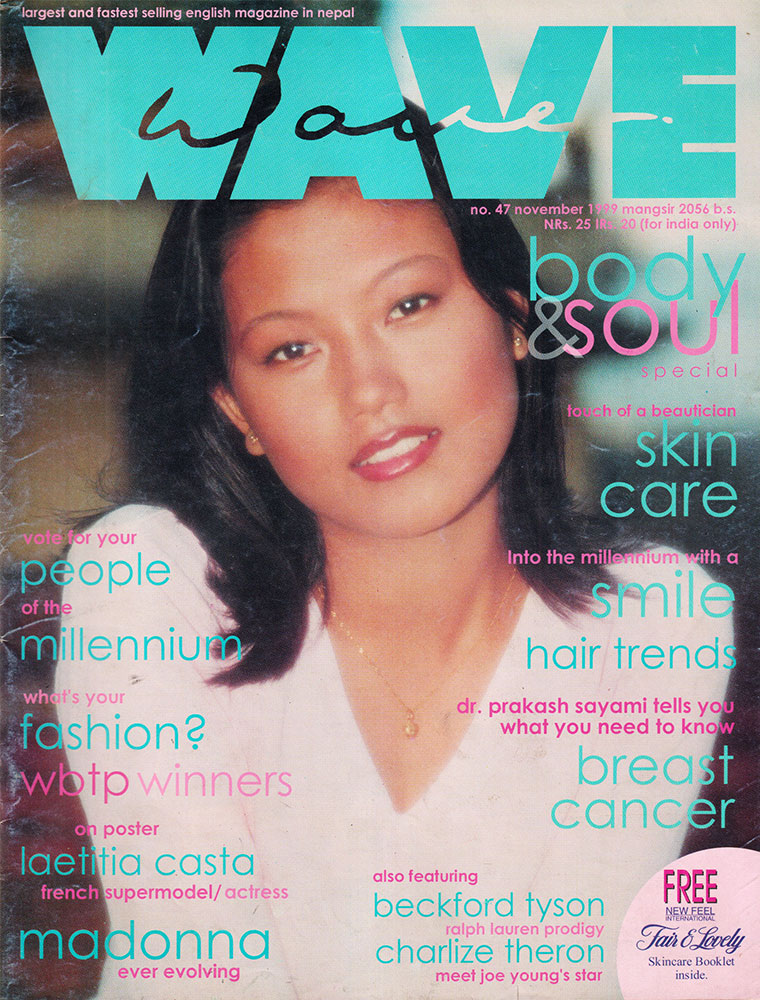 largest and fastest selling english magazine in nepal
WAVE
wave
no. 47 november 1999 mangsir 2056 b.s.
NRs. 25 IRs. 20 (for india only)
body
& soul
special
touch of a beautician
skin
care
Into the millennium with a
smile
hair trends
dr. prakash sayami tells you
what you need to know
breast
cancer
vote for your
people
of the
millennium
what's your
fashion?
wbtp winners
on poster
laetitia casta
french supermodel/ actress
madonna
ever evolving
also featuring
beckford tyson
ralph lauren prodigy
charlize theron
meet joe young's star
FREE
NEW FEEL
INTERNATIONAL
Fair & Lovely
Skincare Booklet
inside.